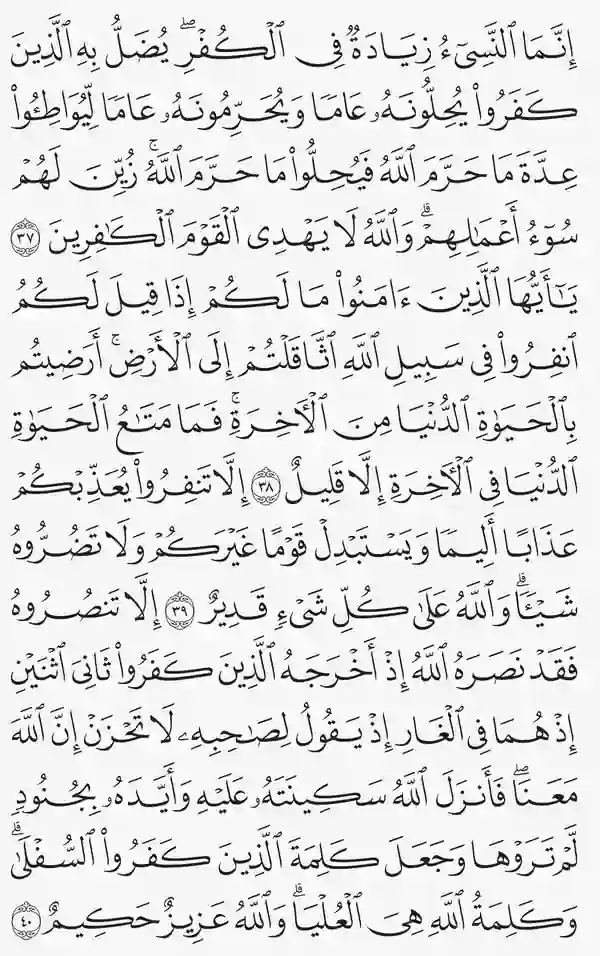 إِنَّمَا ٱلنَّسِىٓءُ زِيَادَةٌ فِى ٱلْكُفْرِ ۖ يُضَلُّ بِهِ ٱلَّذِينَ
كَفَرُوا۟ يُحِلُّونَهُۥ عَامًا وَيُحَرِّمُونَهُۥ عَامًا لِّيُوَاطِـُٔوا۟
عِدَّةَ مَا حَرَّمَ ٱللَّهُ فَيُحِلُّوا۟ مَا حَرَّمَ ٱللَّهُ ۚ زُيِّنَ لَهُمْ
سُوٓءُ أَعْمَـٰلِهِمْ ۗ وَٱللَّهُ لَا يَهْدِى ٱلْقَوْمَ ٱلْكَـٰفِرِينَ ٣٧
يَـٰٓأَيُّهَا ٱلَّذِينَ ءَامَنُوا۟ مَا لَكُمْ إِذَا قِيلَ لَكُمُ
ٱنفِرُوا۟ فِى سَبِيلِ ٱللَّهِ ٱثَّاقَلْتُمْ إِلَى ٱلْأَرْضِ ۚ أَرَضِيتُم
بِٱلْحَيَوٰةِ ٱلدُّنْيَا مِنَ ٱلْـَٔاخِرَةِ ۚ فَمَا مَتَـٰعُ ٱلْحَيَوٰةِ
ٱلدُّنْيَا فِى ٱلْـَٔاخِرَةِ إِلَّا قَلِيلٌ ٣٨ إِلَّا تَنفِرُوا۟ يُعَذِّبْكُمْ
عَذَابًا أَلِيمًا وَيَسْتَبْدِلْ قَوْمًا غَيْرَكُمْ وَلَا تَضُرُّوهُ
شَيْـًٔا ۗ وَٱللَّهُ عَلَىٰ كُلِّ شَىْءٍ قَدِيرٌ ٣٩ إِلَّا تَنصُرُوهُ
فَقَدْ نَصَرَهُ ٱللَّهُ إِذْ أَخْرَجَهُ ٱلَّذِينَ كَفَرُوا۟ ثَانِىَ ٱثْنَيْنِ
إِذْ هُمَا فِى ٱلْغَارِ إِذْ يَقُولُ لِصَـٰحِبِهِۦ لَا تَحْزَنْ إِنَّ ٱللَّهَ
مَعَنَا ۖ فَأَنزَلَ ٱللَّهُ سَكِينَتَهُۥ عَلَيْهِ وَأَيَّدَهُۥ بِجُنُودٍ
لَّمْ تَرَوْهَا وَجَعَلَ كَلِمَةَ ٱلَّذِينَ كَفَرُوا۟ ٱلسُّفْلَىٰ ۗ
وَكَلِمَةُ ٱللَّهِ هِىَ ٱلْعُلْيَا ۗ وَٱللَّهُ عَزِيزٌ حَكِيمٌ ٤٠